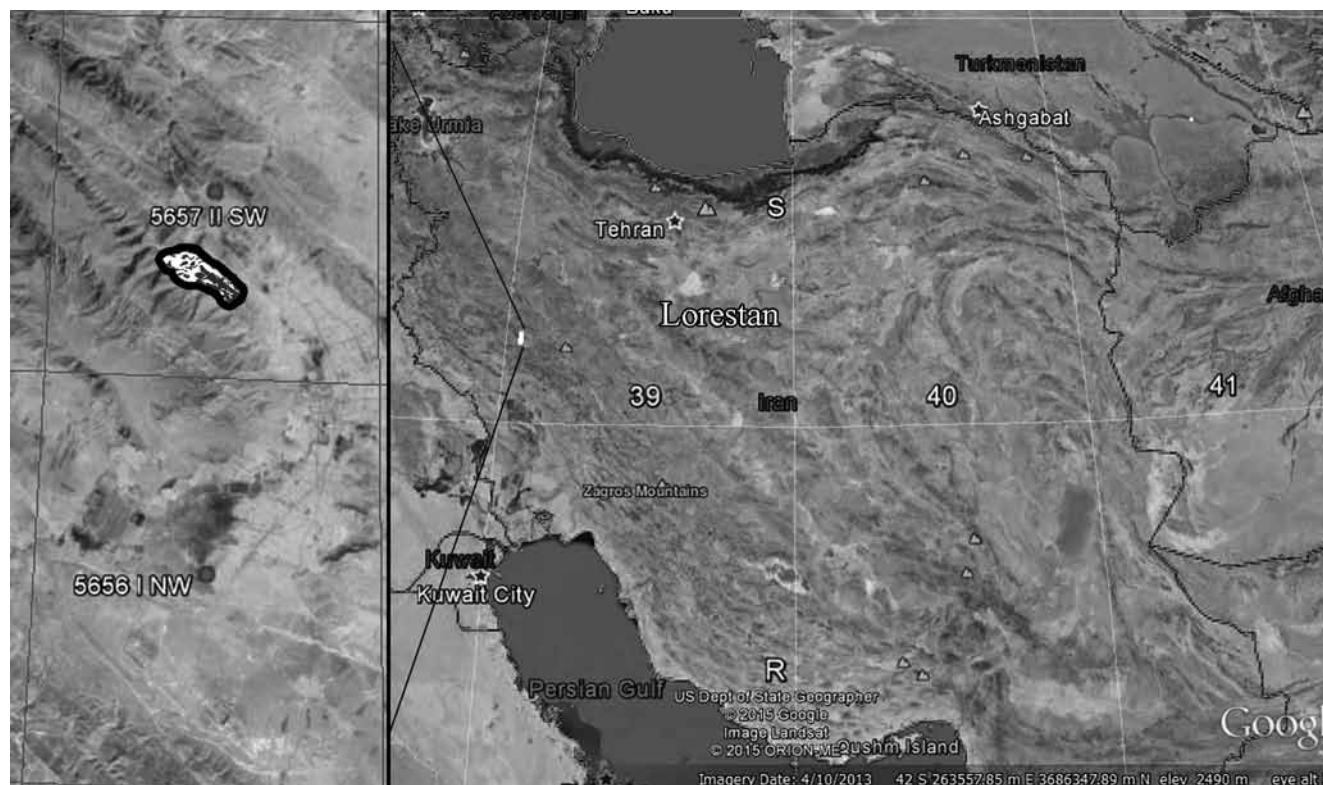 5657 II SW
5656 I NW
Baku
Azerbaijan
Turkmenistan
Ashgabat
ake Urmia
S
Tehran
Afgha
Lorestan
39
Iran
40
41
Zagros Mountains
Kuwait
Kuwait City
R
Persian Gulf
US Dept of State Geographer
© 2015 Google
Image Landsat
© 2015 ORION-ME
Qushm Island
Googl
Imagery Date: 4/10/2013 42 S 263557.85 m E 3686347.89 m N elev 2490 m eye alt